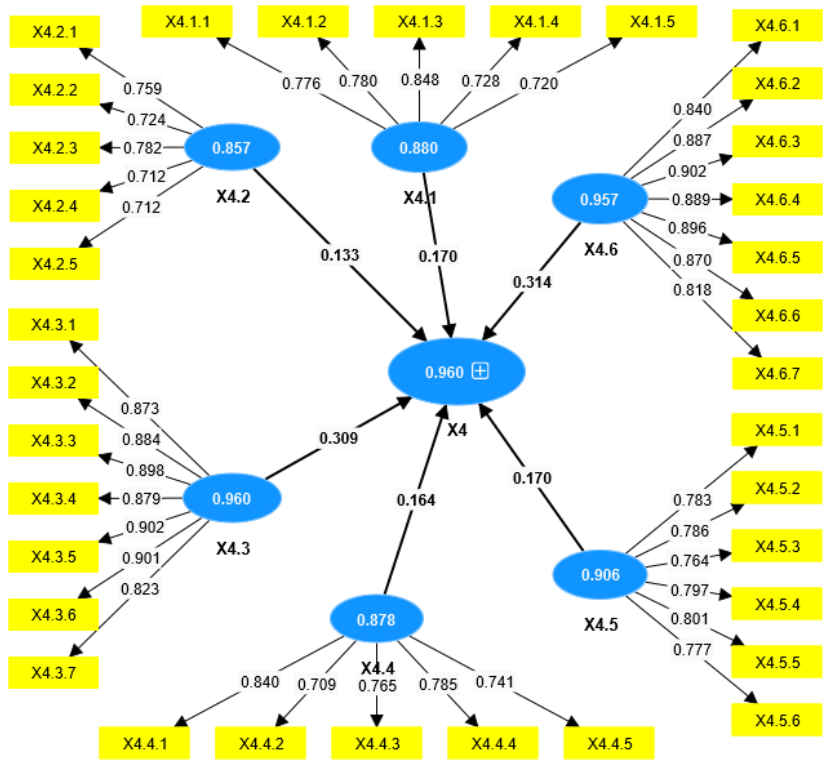 X4.1.1
X4.1.2
X4.1.3
X4.1.4
X4.1.5
0.776
0.780
0.848
0.728
0.720
0.880
X4.1
0.170
X4.2.1
X4.2.2
X4.2.3
X4.2.4
X4.2.5
0.759
0.724
0.782
0.712
0.712
0.857
X4.2
0.133
X4.6.1
X4.6.2
X4.6.3
X4.6.4
X4.6.5
X4.6.6
X4.6.7
0.840
0.887
0.902
0.889
0.896
0.870
0.818
0.957
X4.6
0.314
0.960
X4
X4.3.1
X4.3.2
X4.3.3
X4.3.4
X4.3.5
X4.3.6
X4.3.7
0.873
0.884
0.898
0.879
0.902
0.901
0.823
0.960
X4.3
0.309
0.164
0.878
X4.4
0.840
0.709
0.765
0.785
0.741
X4.4.1
X4.4.2
X4.4.3
X4.4.4
X4.4.5
0.170
0.906
X4.5
0.783
0.786
0.764
0.797
0.801
0.777
X4.5.1
X4.5.2
X4.5.3
X4.5.4
X4.5.5
X4.5.6